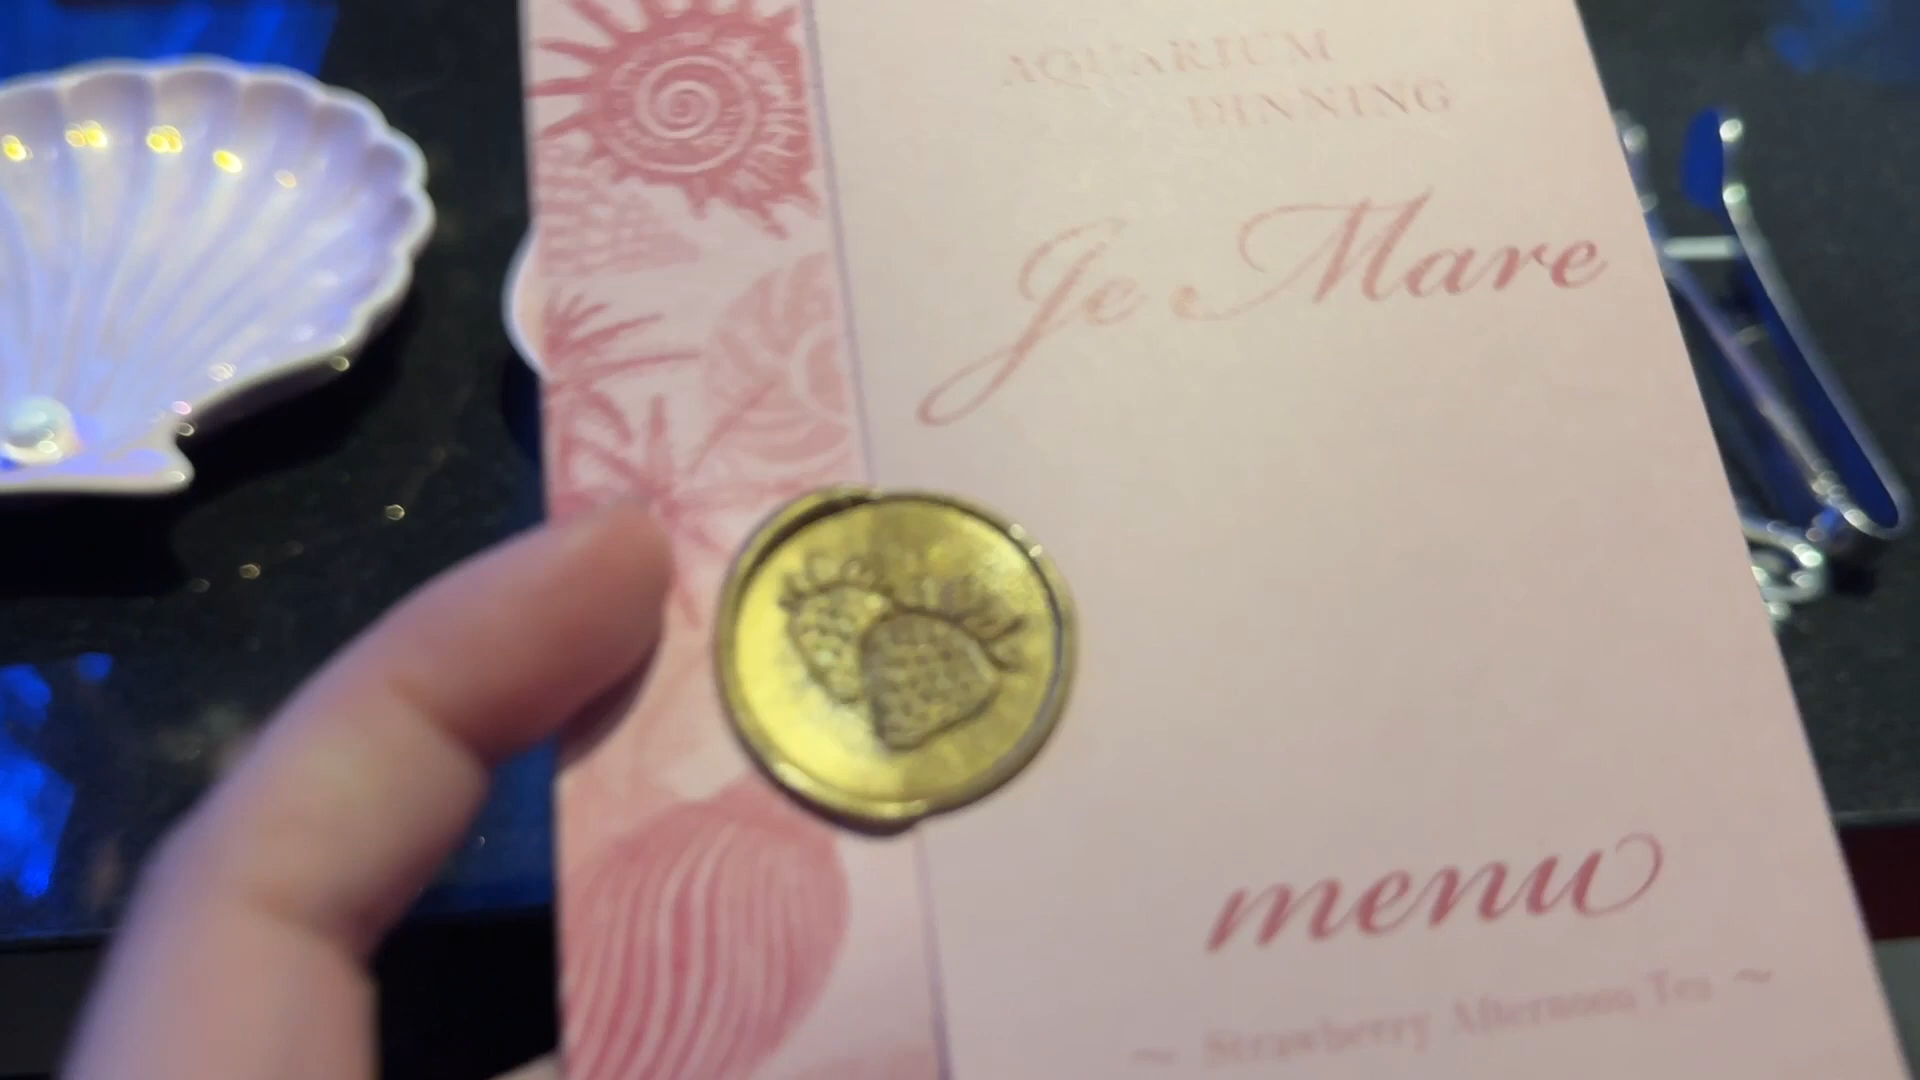 AQUARIUM
DINNING
Je Mare
menu
~ Strawberry Afternoon Tea ~